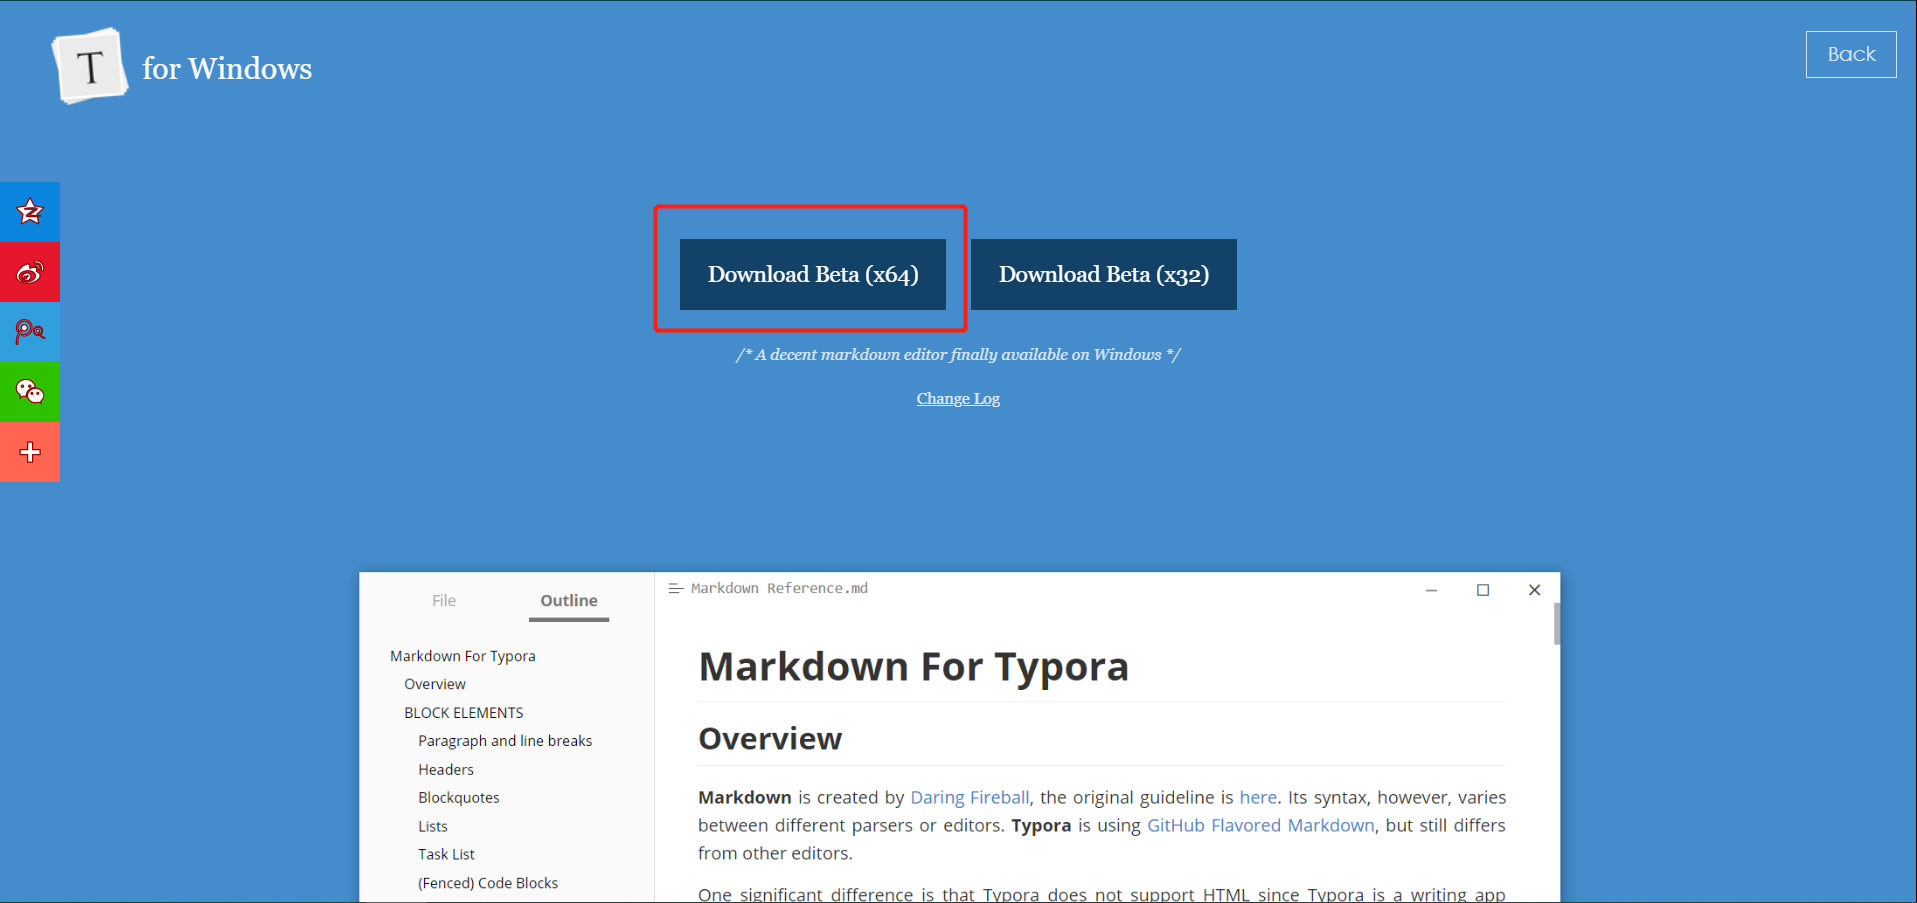 T for Windows
Back
Download Beta (x64)
Download Beta (x32)
/* A decent markdown editor finally available on Windows */
Change Log
File
Outline
Markdown For Typora
Overview
BLOCK ELEMENTS
Paragraph and line breaks
Headers
Blockquotes
Lists
Task List
(Fenced) Code Blocks
Markdown Reference.md
Markdown For Typora
Overview
Markdown is created by Daring Fireball, the original guideline is here. Its syntax, however, varies
between different parsers or editors. Typora is using GitHub Flavored Markdown, but still differs
from other editors.
One significant difference is that Typora does not support HTML since Typora is a writing app